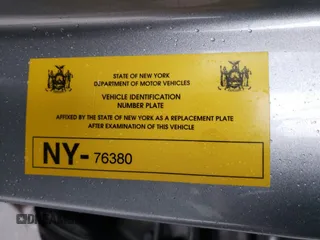 STATE OF NEW YORK
DEPARTMENT OF MOTOR VEHICLES
VEHICLE IDENTIFICATION
NUMBER PLATE
AFFIXED BY THE STATE OF NEW YORK AS A REPLACEMENT PLATE
AFTER EXAMINATION OF THIS VEHICLE
NY- 76380